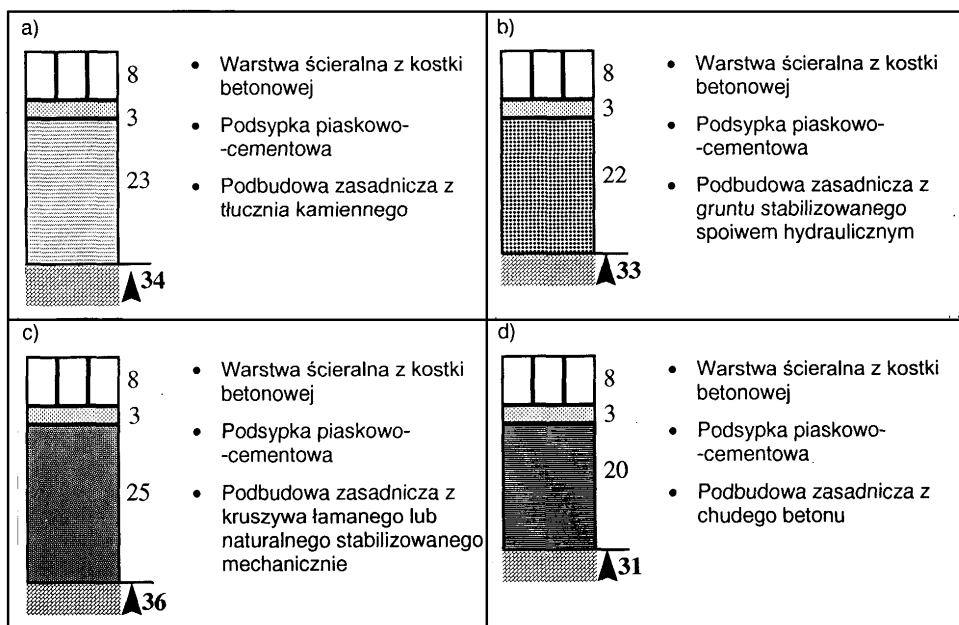 a)
8
3
23
34
• Warstwa ścieralna z kostki
betonowej
• Podsypka piaskowo-
-cementowa
• Podbudowa zasadnicza z
tłucznia kamiennego
b)
8
3
22
33
• Warstwa ścieralna z kostki
betonowej
• Podsypka piaskowo-
-cementowa
• Podbudowa zasadnicza z
gruntu stabilizowanego
spoiwem hydraulicznym
c)
8
3
25
36
• Warstwa ścieralna z kostki
betonowej
• Podsypka piaskowo-
-cementowa
• Podbudowa zasadnicza z
kruszywa łamanego lub
naturalnego stabilizowanego
mechanicznie
d)
8
3
20
31
• Warstwa ścieralna z kostki
betonowej
• Podsypka piaskowo-
-cementowa
• Podbudowa zasadnicza z
chudego betonu